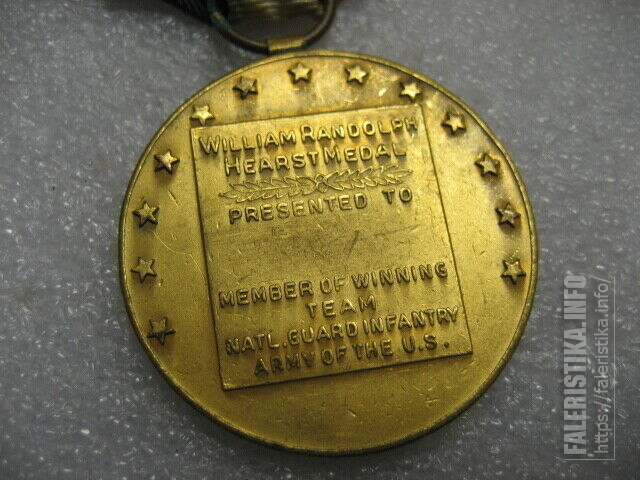 WILLIAM RANDOLPH
HEARST MEDAL
PRESENTED TO
MEMBER OF WINNING
TEAM
NATL. GUARD INFANTRY
ARMY OF THE U.S.
FALERISTIKA.INFO
https://faleristika.info/